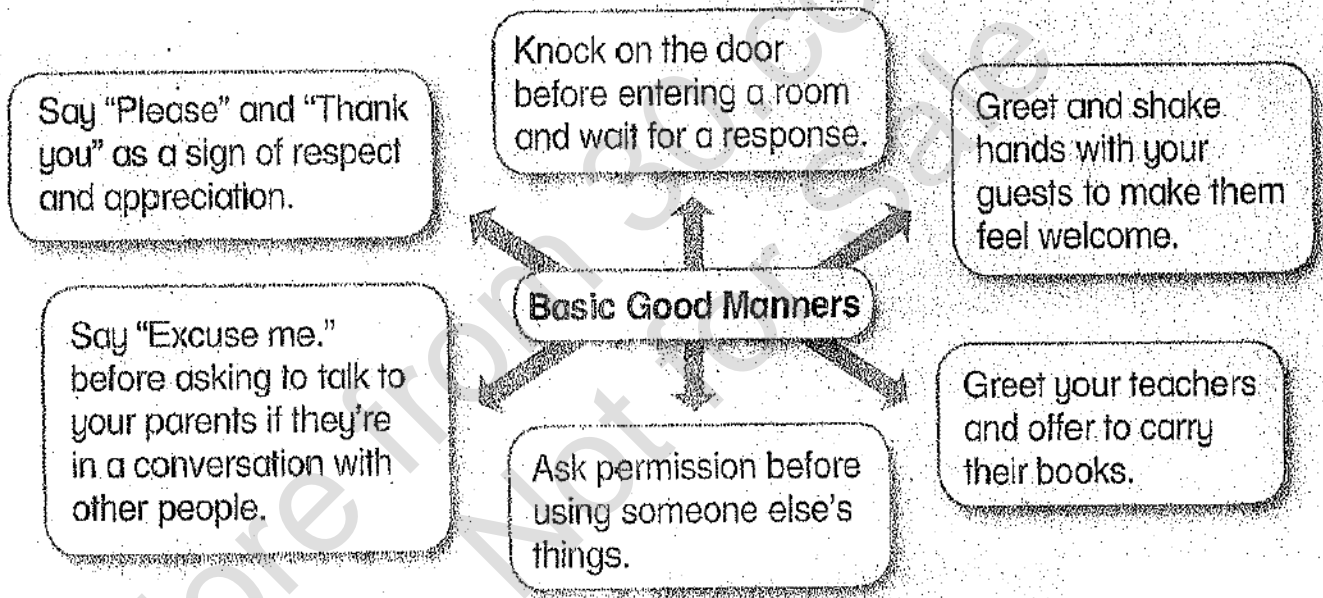 Say “Please” and “Thank
you” as a sign of respect
and appreciation.
Knock on the door
before entering a room
and wait for a response.
Greet and shake
hands with your
guests to make them
feel welcome.
Basic Good Manners
Say “Excuse me.”
before asking to talk to
your parents if they're
in a conversation with
other people.
Ask permission before
using someone else's
things.
Greet your teachers
and offer to carry
their books.
Not for Sale